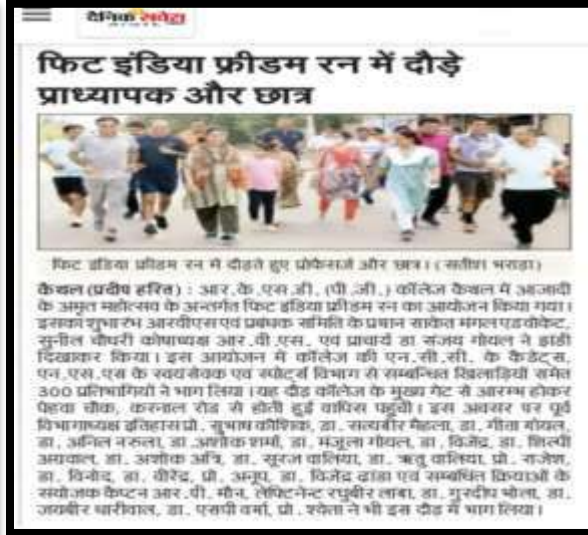 दैनिक सवेरा
फिट इंडिया फ्रीडम रन में दौड़े
प्राध्यापक और छात्र
फिट इंडिया फ्रीडम रन में दौड़ते हुए प्रोफैसर्ज और छात्र। (सतीश भराड़ा)
कैथल (प्रदीप हरित) : आर.के.एस.डी. (पी.जी.) कॉलेज कैथल में आजादी
के अमृत महोत्सव के अन्तर्गत फिट इंडिया फ्रीडम रन का आयोजन किया गया।
इसका शुभारंभ आरवीएस एवं प्रबंधक समिति के प्रधान साकेत मंगल एडवोकेट,
सुनील चौधरी कोषाध्यक्ष आर.वी.एस. एवं प्राचार्य डा संजय गोयल ने झंडी
दिखाकर किया। इस आयोजन में कॉलेज की एन.सी.सी. के कैडेट्स,
एन.एस.एस के स्वयंसेवक एवं स्पोर्ट्स विभाग से सम्बन्धित खिलाड़ियों समेत
300 प्रतिभागियों ने भाग लिया।यह दौड़ कॉलेज के मुख्य गेट से आरम्भ होकर
पेहवा चौक, करनाल रोड से होती हुई वापिस पहुंची। इस अवसर पर पूर्व
विभागाध्यक्ष इतिहास प्रो. सुभाष कौशिक, डा. सत्यबीर मैहला, डा. गीता गोयल,
डा. अनिल नरूला, डा .अशोक शर्मा, डा. मंजुला गोयल, डा. विजेंद्र, डा. शिल्पी
अग्रवाल, डा. अशोक अत्रि, डा. सूरज वालिया, डा. ऋतु वालिया, प्रो. राजेश,
डा. विनोद, डा. वीरेंद्र, प्रो. अनूप, डा. विजेंद्र ढांडा एवं सम्बंधित क्रियाओं के
संयोजक कैप्टन आर.पी. मौन, लेफ्टिनेन्ट रघुबीर लांबा, डा. गुरदीप भोला, डा.
जयबीर धारीवाल, डा. एसपी वर्मा, प्रो. श्वेता ने भी इस दौड़ में भाग लिया।